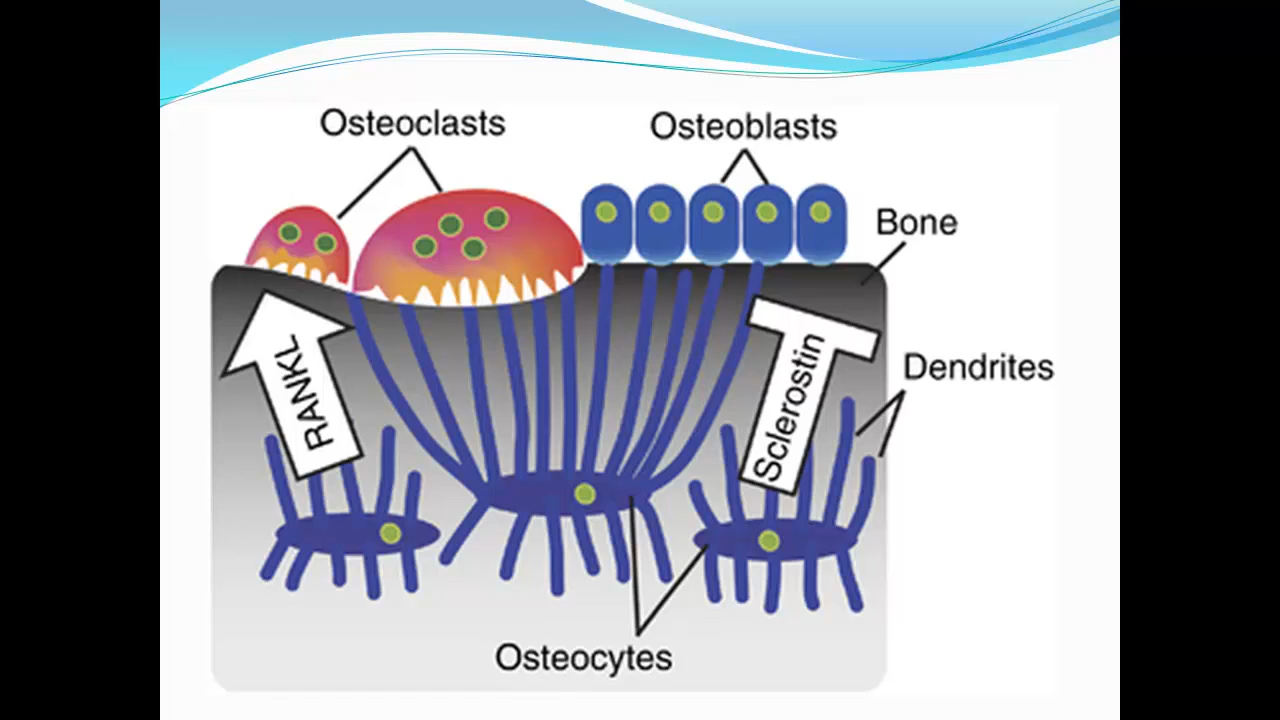 Osteoclasts
Osteoblasts
Bone
RANKL
Sclerostin
Dendrites
Osteocytes